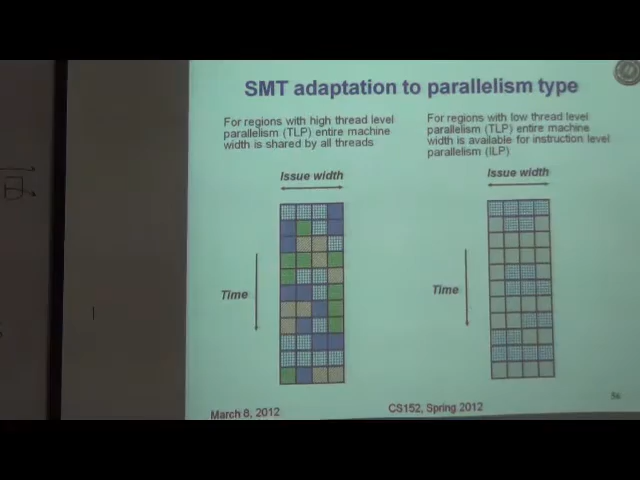 SMT adaptation to parallelism type
For regions with high thread level
parallelism (TLP) entire machine
width is shared by all threads
For regions with low thread level
parallelism (TLP) entire machine
width is available for instruction level
parallelism (ILP)
Issue width
Issue width
Time
Time
March 8, 2012
CS152, Spring 2012
56